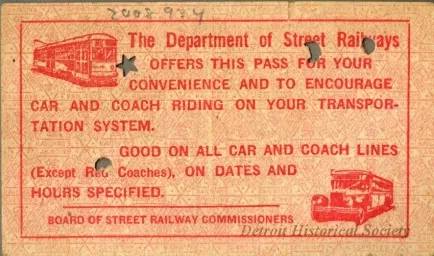 2008 934
The Department of Street Railways
OFFERS THIS PASS FOR YOUR
CONVENIENCE AND TO ENCOURAGE
CAR AND COACH RIDING ON YOUR TRANSPOR-
TATION SYSTEM.
GOOD ON ALL CAR AND COACH LINES
(Except Red Coaches), ON DATES AND
HOURS SPECIFIED.
BOARD OF STREET RAILWAY COMMISSIONERS
Detroit Historical Society